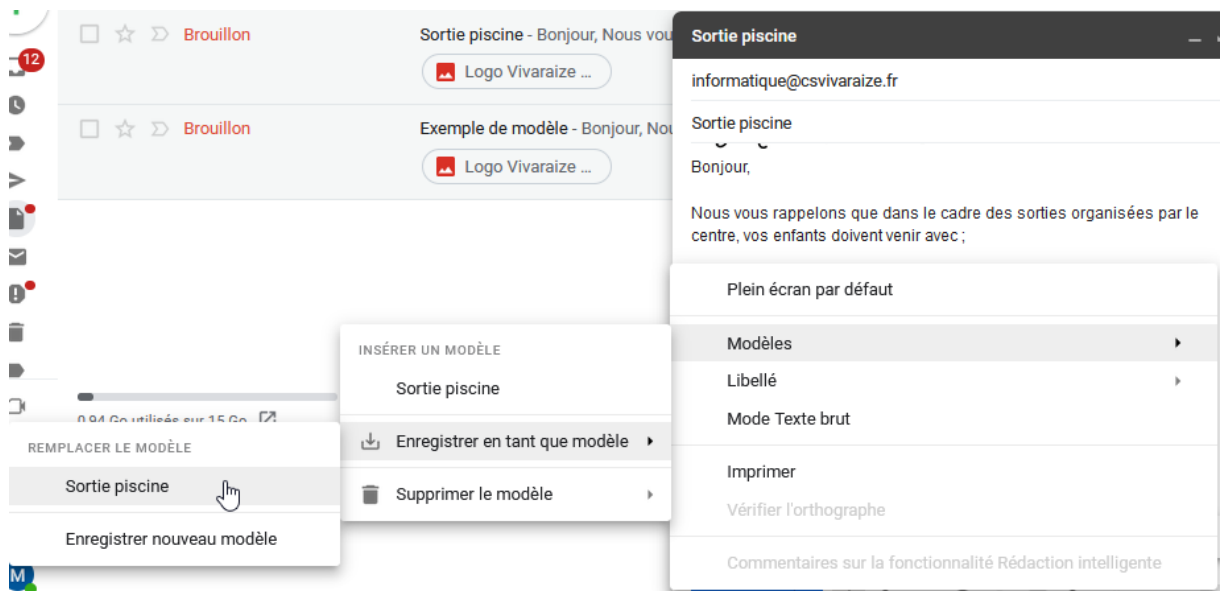 12
Brouillon
Sortie piscine - Bonjour, Nous vou
Logo Vivaraize ...
Brouillon
Exemple de modèle - Bonjour, Nou
Logo Vivaraize ...
0,94 Go utilisés sur 15 Go
Sortie piscine
informatique@csvivaraize.fr
Sortie piscine
Bonjour,
Nous vous rappelons que dans le cadre des sorties organisées par le
centre, vos enfants doivent venir avec ;
Plein écran par défaut
Modèles
Libellé
Mode Texte brut
Imprimer
Vérifier l'orthographe
Commentaires sur la fonctionnalité Rédaction intelligente
INSÉRER UN MODÈLE
Sortie piscine
Enregistrer en tant que modèle
Supprimer le modèle
REMPLACER LE MODÈLE
Sortie piscine
Enregistrer nouveau modèle
M